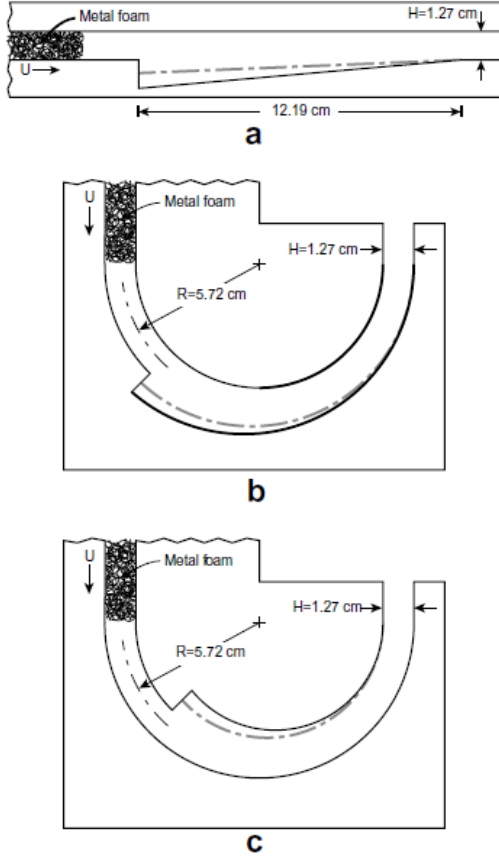 H=1.27 cm
Metal foam
U
12.19 cm
a
U
Metal foam
H=1.27 cm
R=5.72 cm
b
U
Metal foam
H=1.27 cm
R=5.72 cm
c